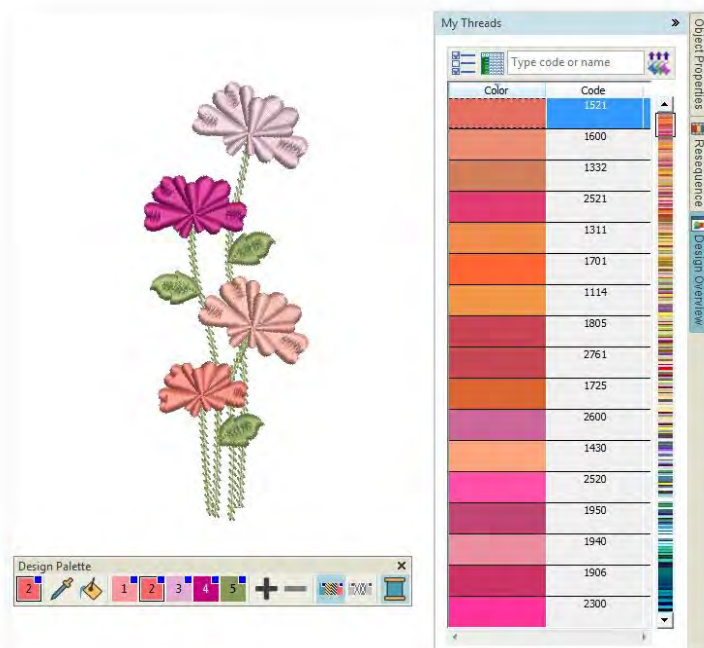 My Threads
Type code or name
Color Code
1521
1600
1332
2521
1311
1701
1114
1805
2761
1725
2600
1430
2520
1950
1940
1906
2300
Object Properties
Resequence
Design Overview
Design Palette
2 1 2 3 4 5